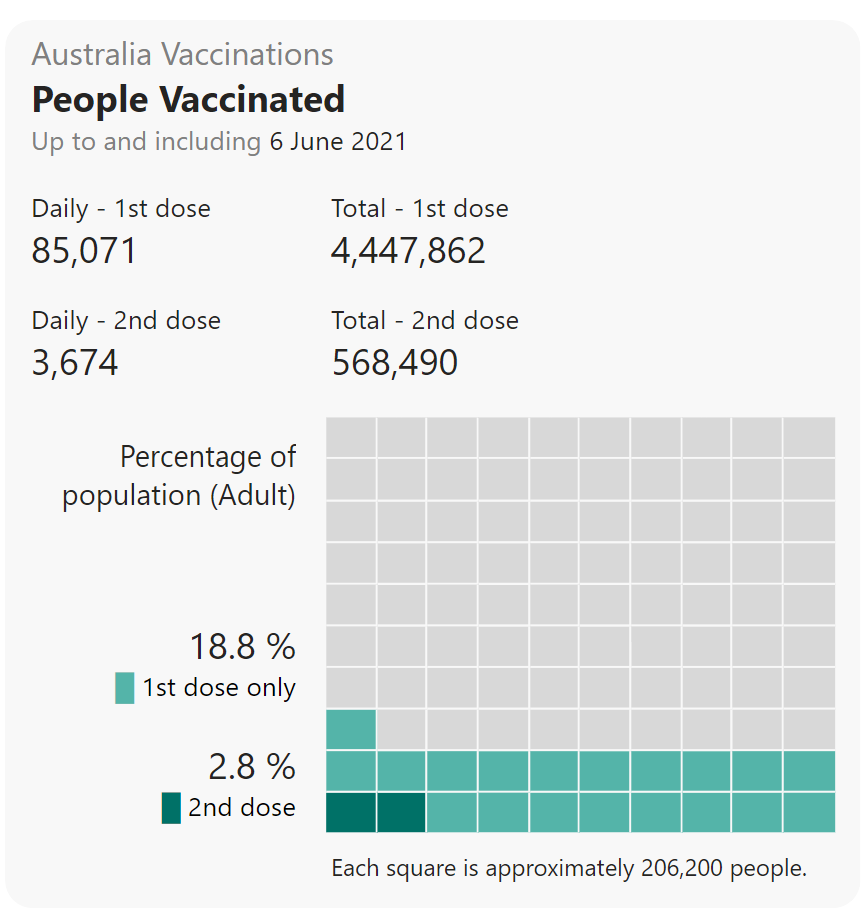 Australia Vaccinations
People Vaccinated
Up to and including 6 June 2021
Daily - 1st dose
Total - 1st dose
85,071
4,447,862
Daily - 2nd dose
Total - 2nd dose
3,674
568,490
Percentage of
population (Adult)
18.8 %
1st dose only
2.8 %
2nd dose
Each square is approximately 206,200 people.